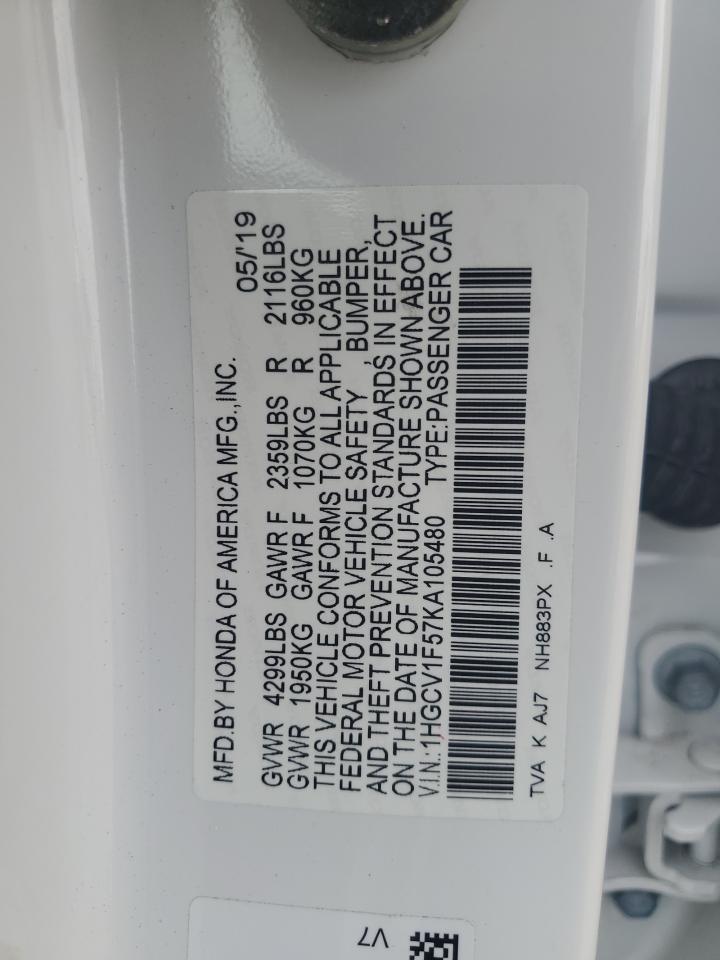 MFD.BY HONDA OF AMERICA MFG.,INC. 05/'19
GVWR 4299LBS GAWR F 2359LBS R 2116LBS
GVWR 1950KG GAWR F 1070KG R 960KG
THIS VEHICLE CONFORMS TO ALL APPLICABLE
FEDERAL MOTOR VEHICLE SAFETY , BUMPER,
AND THEFT PREVENTION STANDARDS IN EFFECT
ON THE DATE OF MANUFACTURE SHOWN ABOVE.
V.I.N.:1HGCV1F57KA105480 TYPE:PASSENGER CAR
TVA K AJ7 NH883PX .F .A
V7